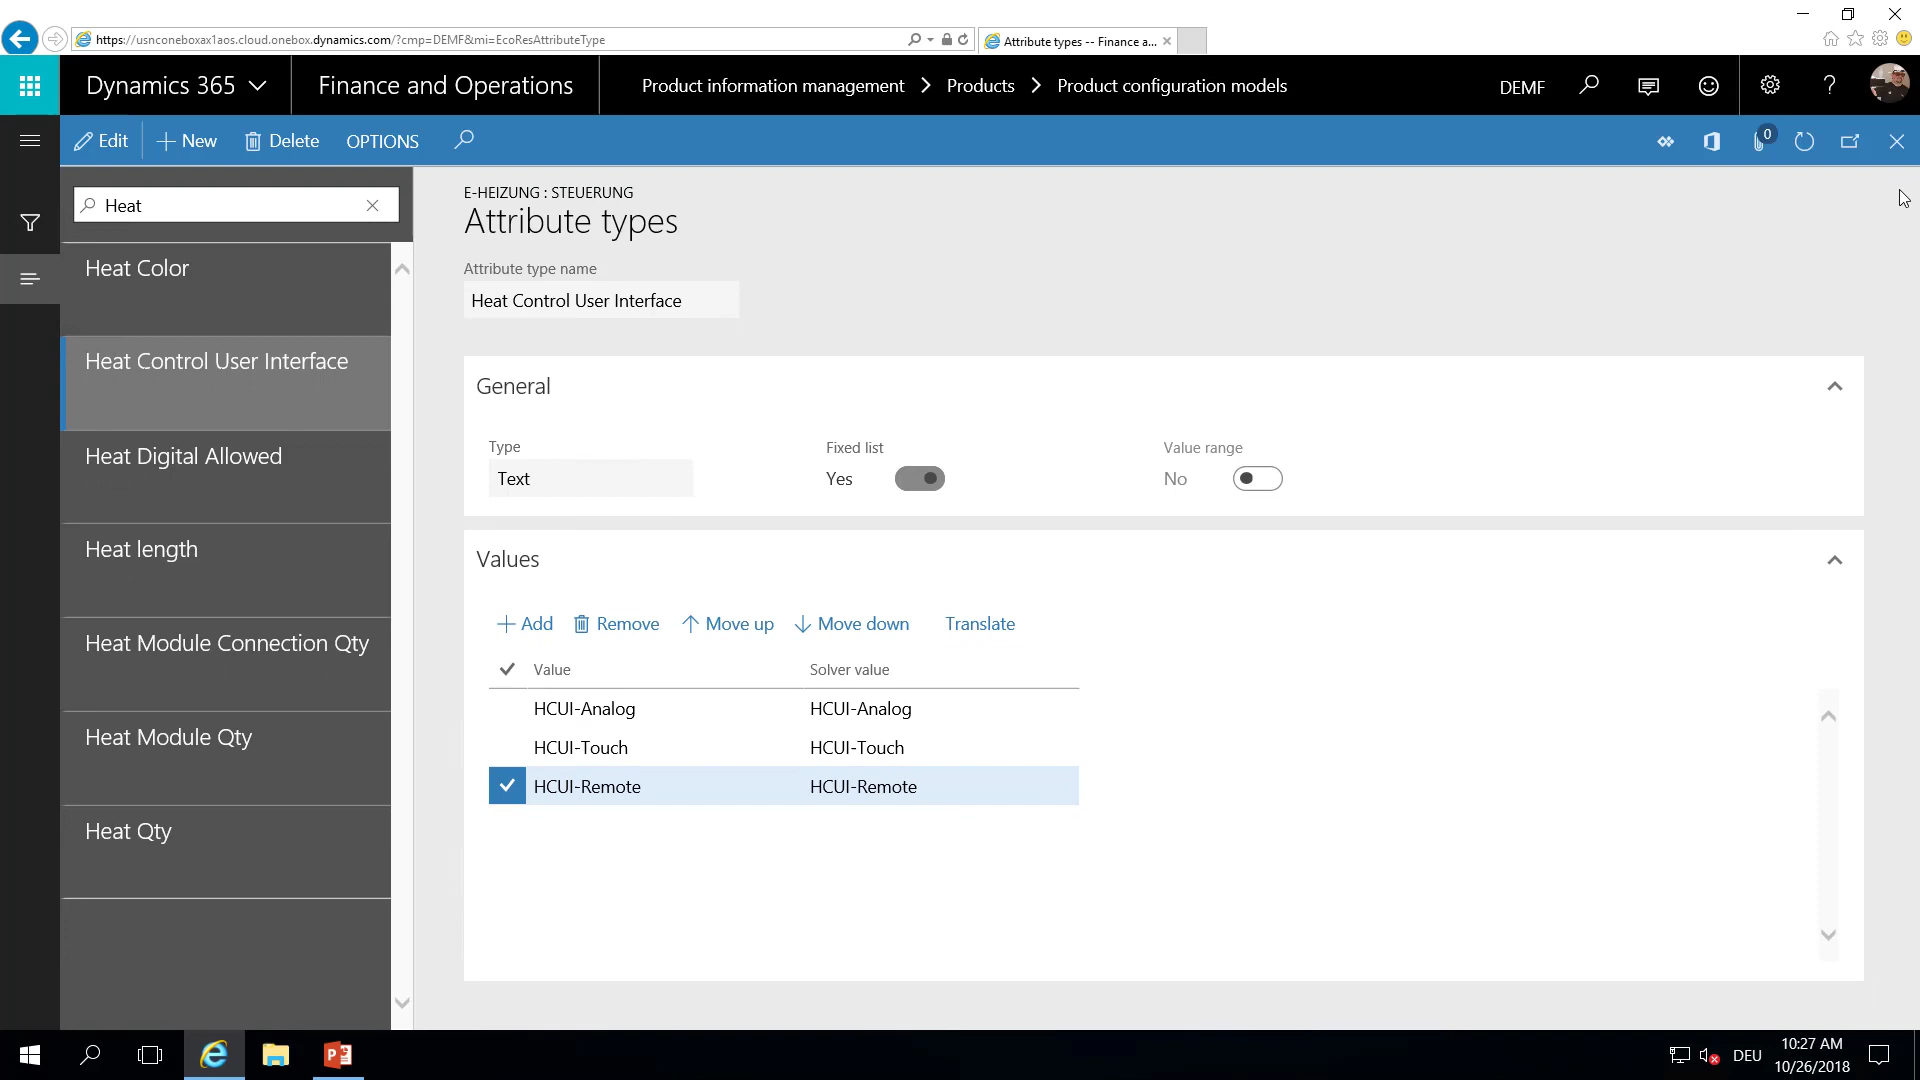 https://usnconeboxax1aos.cloud.onebox.dynamics.com/?cmp=DEMF&mi=EcoResAttributeType
Attribute types -- Finance a...
Dynamics 365
Finance and Operations
Product information management
Products
Product configuration models
DEMF
?
Edit
New
Delete
OPTIONS
0
Heat
Heat Color
Heat Control User Interface
Heat Digital Allowed
Heat length
Heat Module Connection Qty
Heat Module Qty
Heat Qty
E-HEIZUNG : STEUERUNG
Attribute types
Attribute type name
Heat Control User Interface
General
Type
Fixed list
Value range
Text
Yes
No
Values
Add
Remove
Move up
Move down
Translate
Value
Solver value
HCUI-Analog
HCUI-Analog
HCUI-Touch
HCUI-Touch
HCUI-Remote
HCUI-Remote
DEU
10:27 AM
10/26/2018